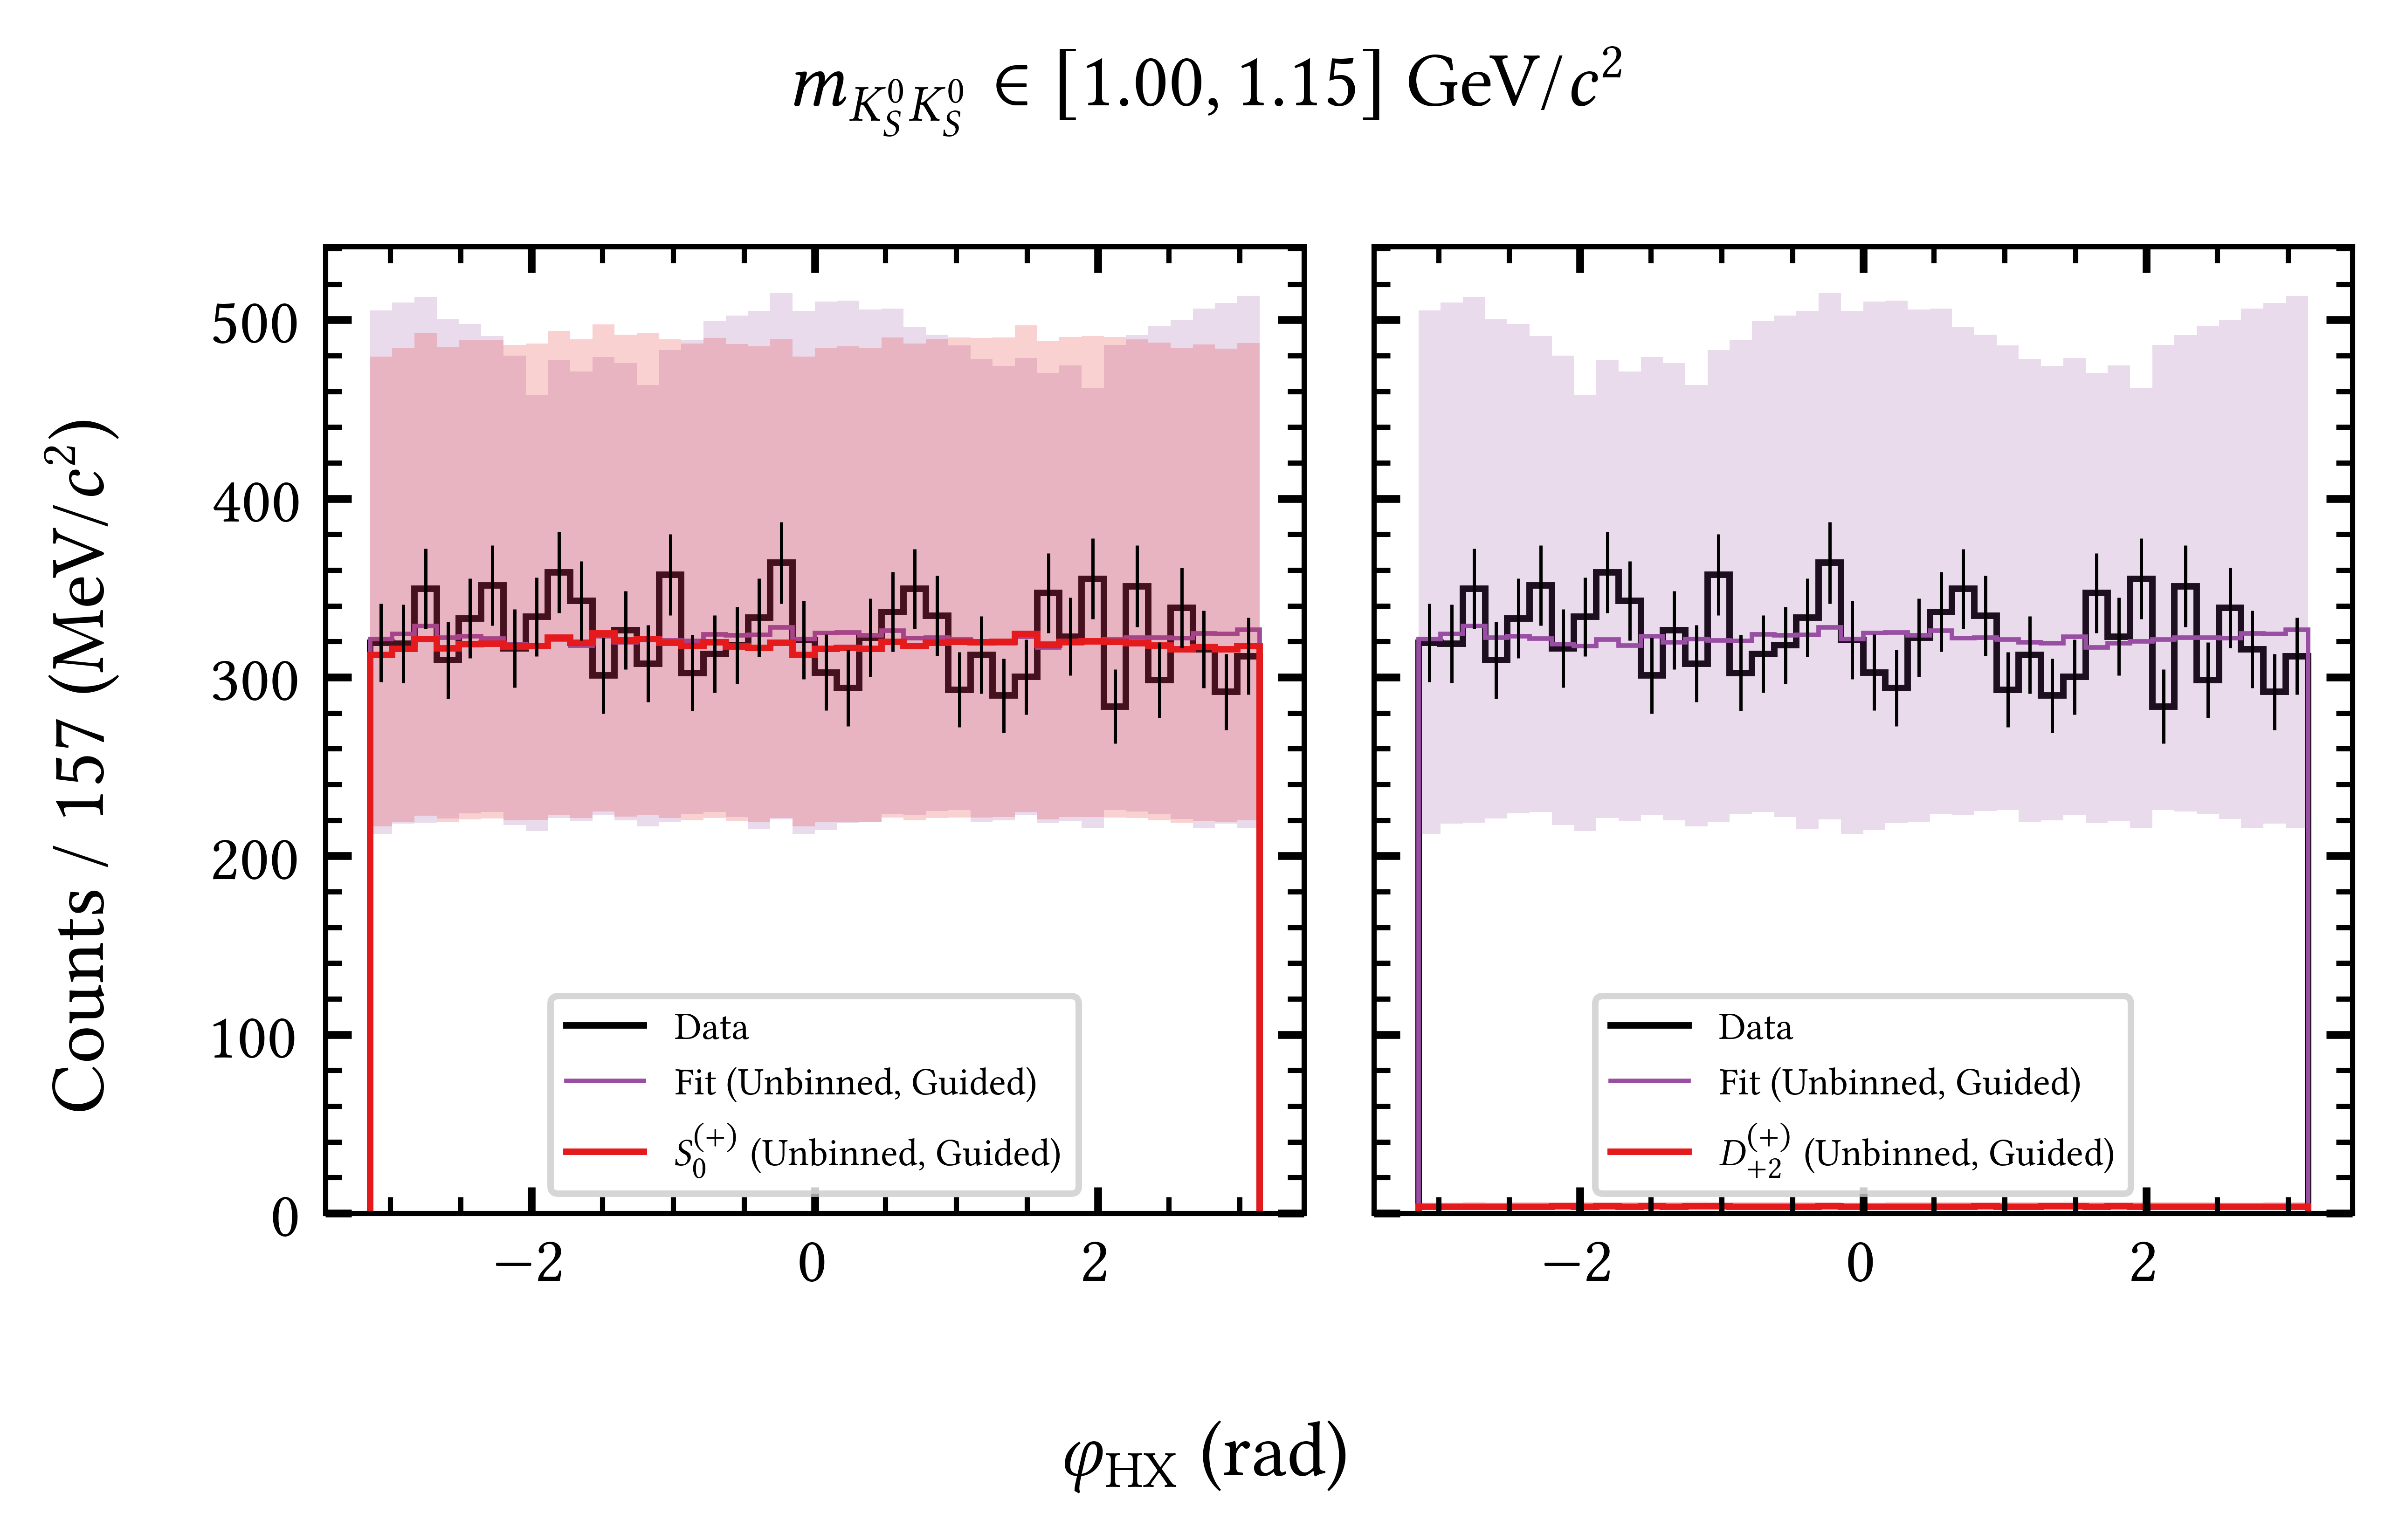 m_{K_S^0 K_S^0} ∈ [1.00, 1.15] GeV/c²
Counts / 157 (MeV/c²)
500
400
300
200
100
0
Data
Fit (Unbinned, Guided)
S_0^{(+)} (Unbinned, Guided)
Data
Fit (Unbinned, Guided)
D_{+2}^{(+)} (Unbinned, Guided)
−2 0 2
−2 0 2
φ_{HX} (rad)